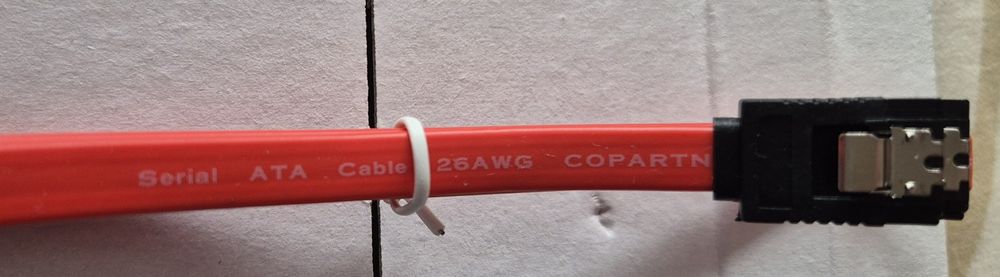 Serial ATA Cable 26AWG COPARTN